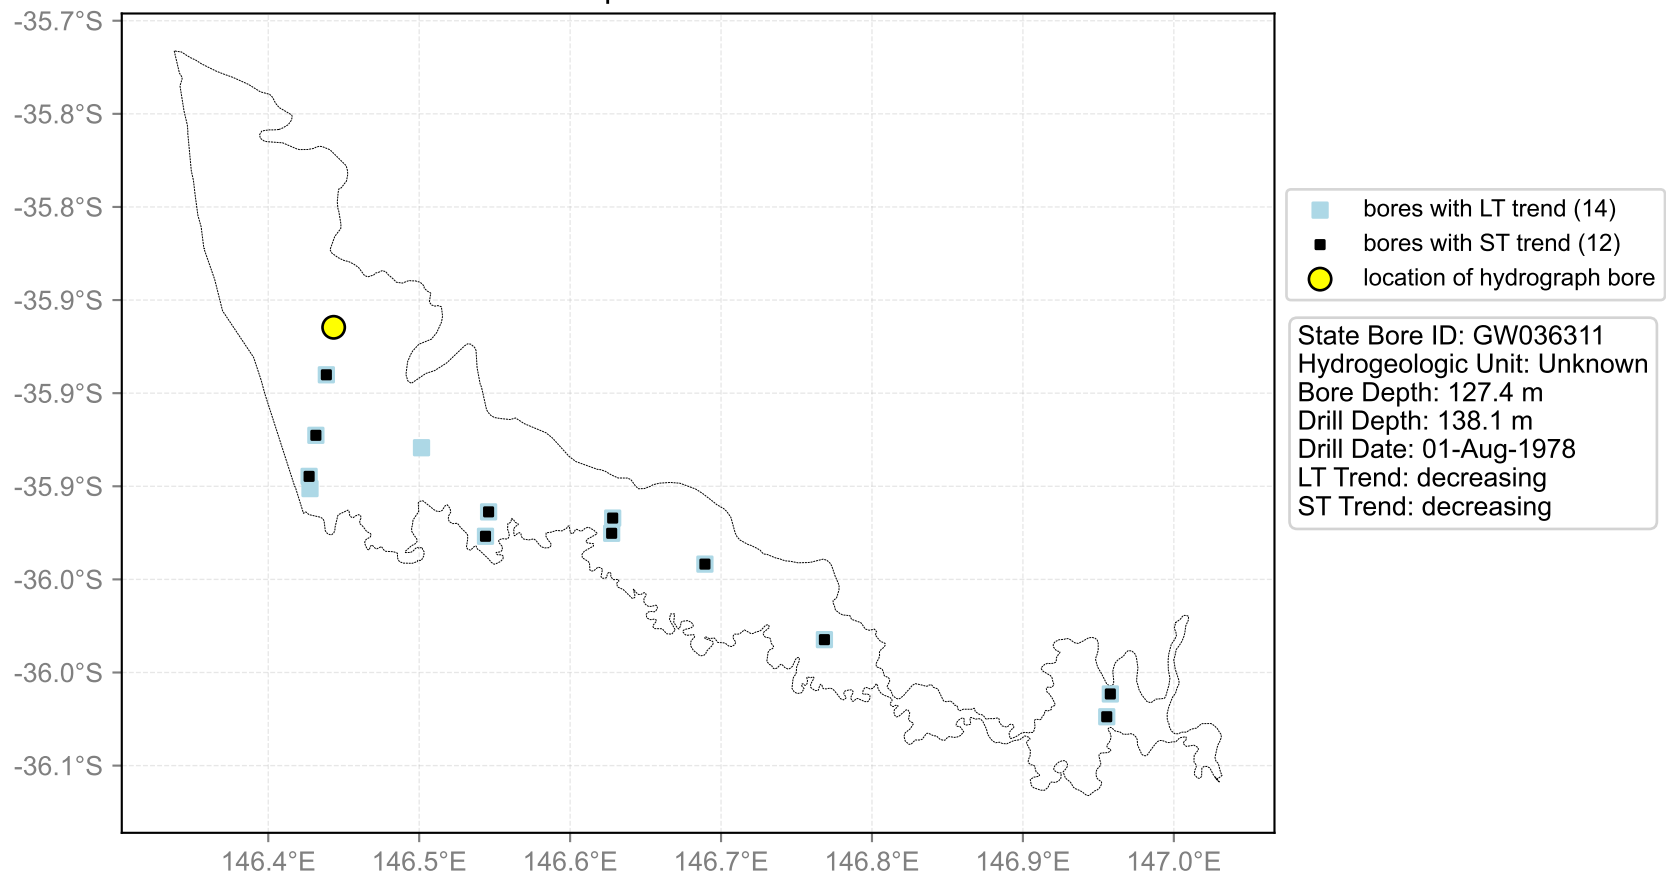 -35.7°S
-35.8°S
-35.8°S
-35.9°S
-35.9°S
-35.9°S
-36.0°S
-36.0°S
-36.1°S
146.4°E 146.5°E 146.6°E 146.7°E 146.8°E 146.9°E 147.0°E
bores with LT trend (14)
bores with ST trend (12)
location of hydrograph bore
State Bore ID: GW036311
Hydrogeologic Unit: Unknown
Bore Depth: 127.4 m
Drill Depth: 138.1 m
Drill Date: 01-Aug-1978
LT Trend: decreasing
ST Trend: decreasing